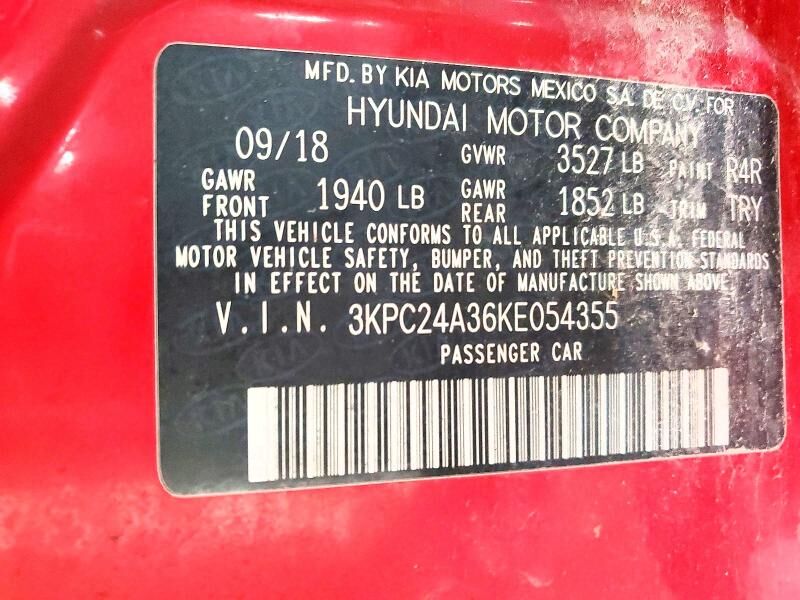 MFD. BY KIA MOTORS MEXICO S.A. DE C.V. FOR
HYUNDAI MOTOR COMPANY
09/18 GVWR 3527 LB PAINT R4R
GAWR FRONT 1940 LB GAWR REAR 1852 LB TRIM TRY
THIS VEHICLE CONFORMS TO ALL APPLICABLE U.S.A. FEDERAL
MOTOR VEHICLE SAFETY, BUMPER, AND THEFT PREVENTION STANDARDS
IN EFFECT ON THE DATE OF MANUFACTURE SHOWN ABOVE.
V.I.N. 3KPC24A36KE054355
PASSENGER CAR